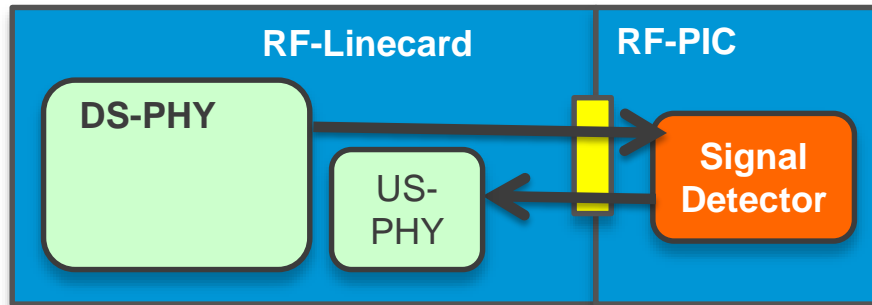 RF-Linecard
RF-PIC
DS-PHY
US-
PHY
Signal
Detector